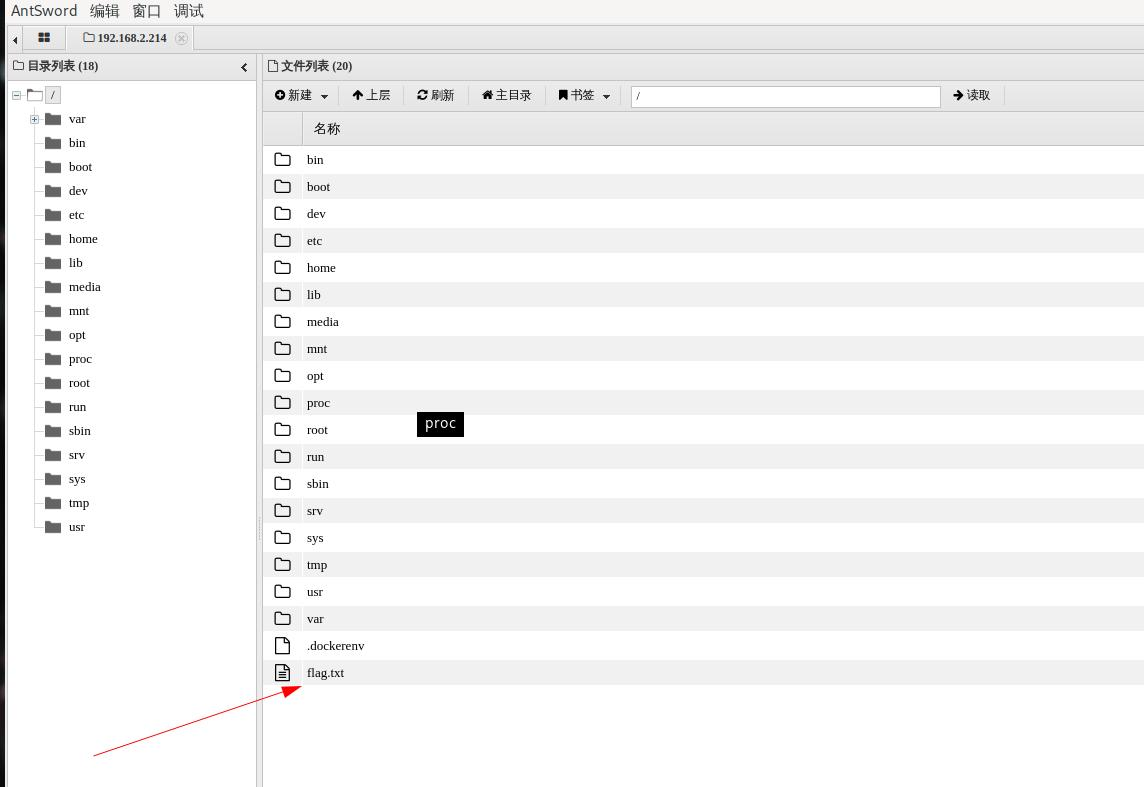 AntSword 编辑 窗口 调试
192.168.2.214
目录列表 (18)
/
var
bin
boot
dev
etc
home
lib
media
mnt
opt
proc
root
run
sbin
srv
sys
tmp
usr
文件列表 (20)
新建 上层 刷新 主目录 书签 / 读取
名称
bin
boot
dev
etc
home
lib
media
mnt
opt
proc
proc
root
run
sbin
srv
sys
tmp
usr
var
.dockerenv
flag.txt